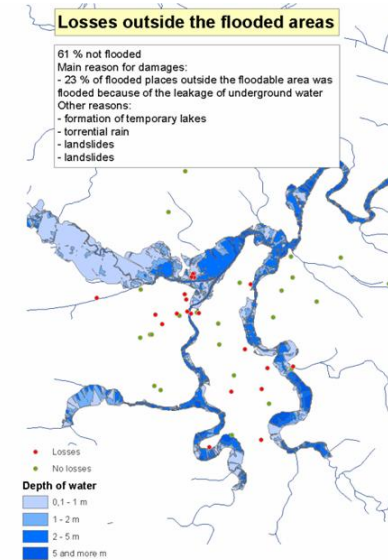 Losses outside the flooded areas
61 % not flooded
Main reason for damages:
- 23 % of flooded places outside the floodable area was
flooded because of the leakage of underground water
Other reasons:
- formation of temporary lakes
- torrential rain
- landslides
- landslides
Losses
No losses
Depth of water
0,1 - 1 m
1 - 2 m
2 - 5 m
5 and more m